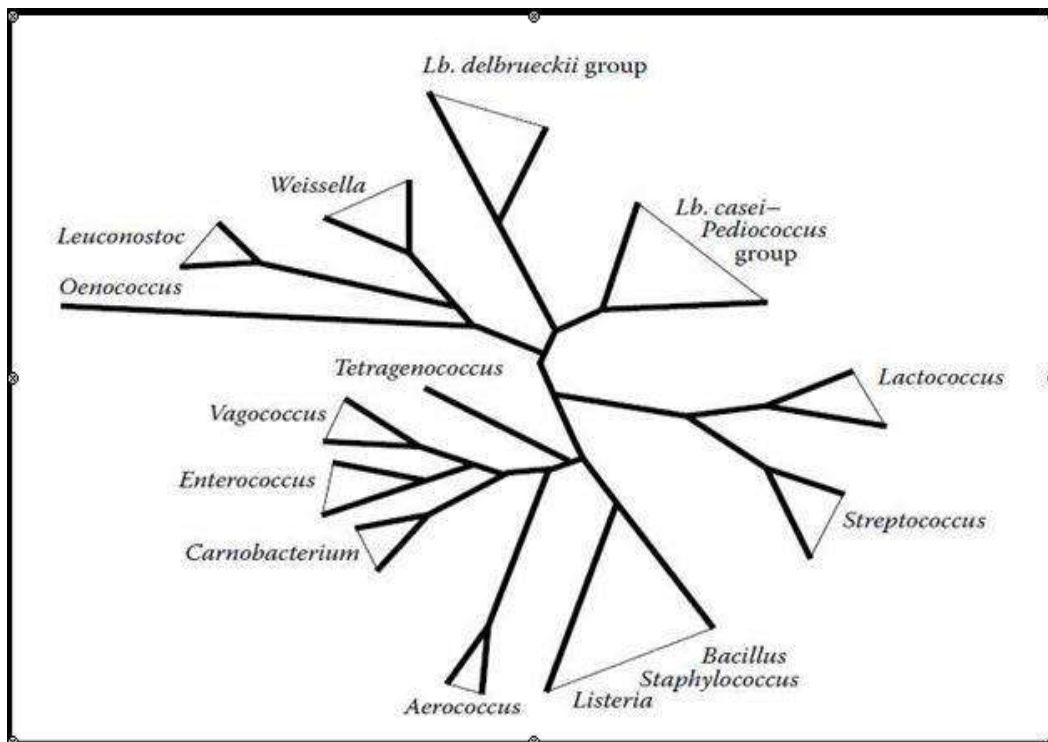 Lb. delbrueckii group
Weissella
Lb. casei–
Pediococcus
group
Leuconostoc
Oenococcus
Tetragenococcus
Lactococcus
Vagococcus
Enterococcus
Streptococcus
Carnobacterium
Bacillus
Staphylococcus
Listeria
Aerococcus